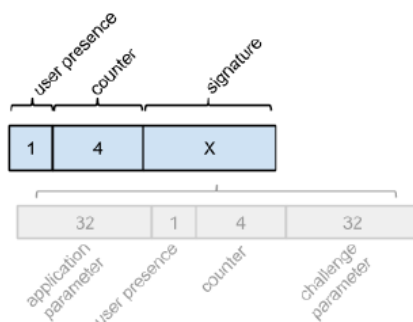 user presence
counter
signature
1 4 X
32 1 4 32
application
parameter
user presence
counter
challenge
parameter